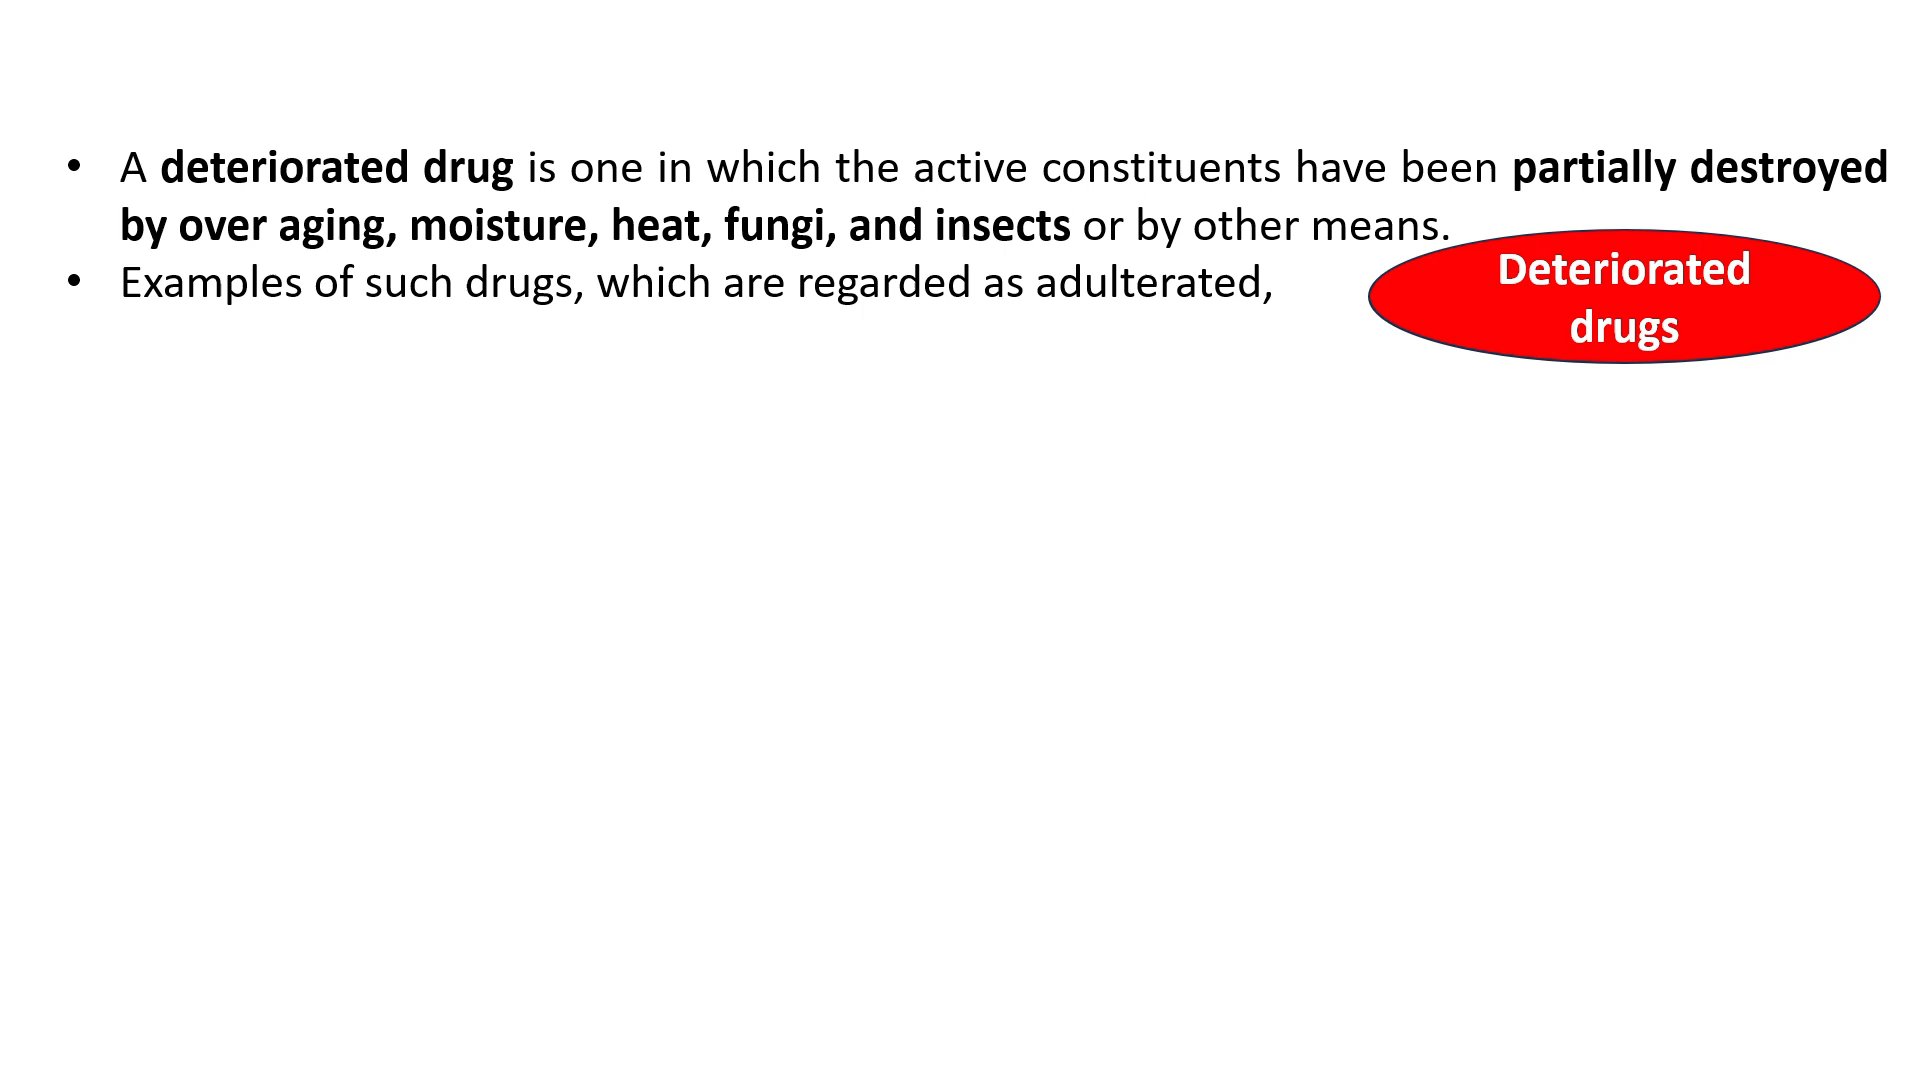 • A deteriorated drug is one in which the active constituents have been partially destroyed
by over aging, moisture, heat, fungi, and insects or by other means.
• Examples of such drugs, which are regarded as adulterated,
Deteriorated
drugs